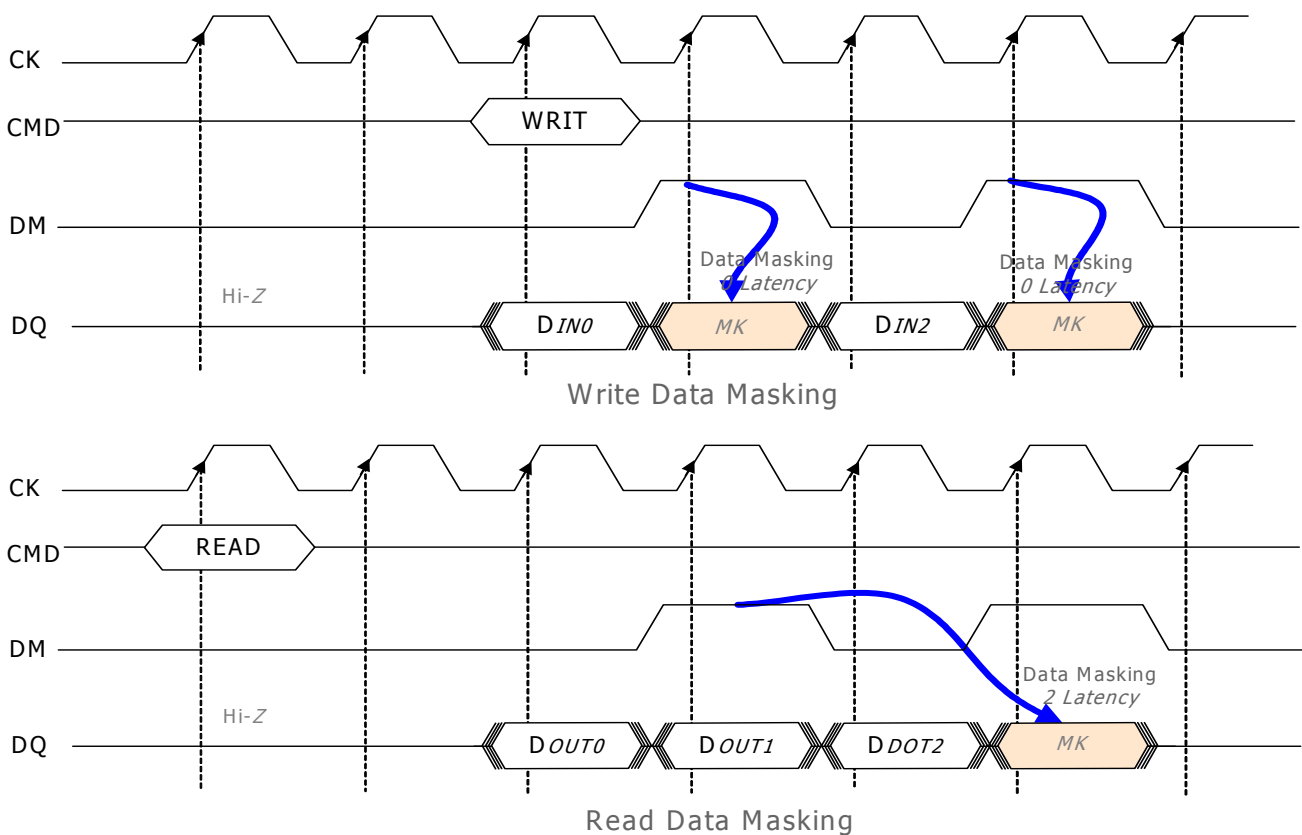 CK
CMD
WRIT
DM
Data Masking
0 Latency
Data Masking
0 Latency
Hi-Z
DQ
DIN0
MK
DIN2
MK
Write Data Masking
CK
CMD
READ
DM
Data Masking
2 Latency
Hi-Z
DQ
DOUT0
DOUT1
DDOT2
MK
Read Data Masking